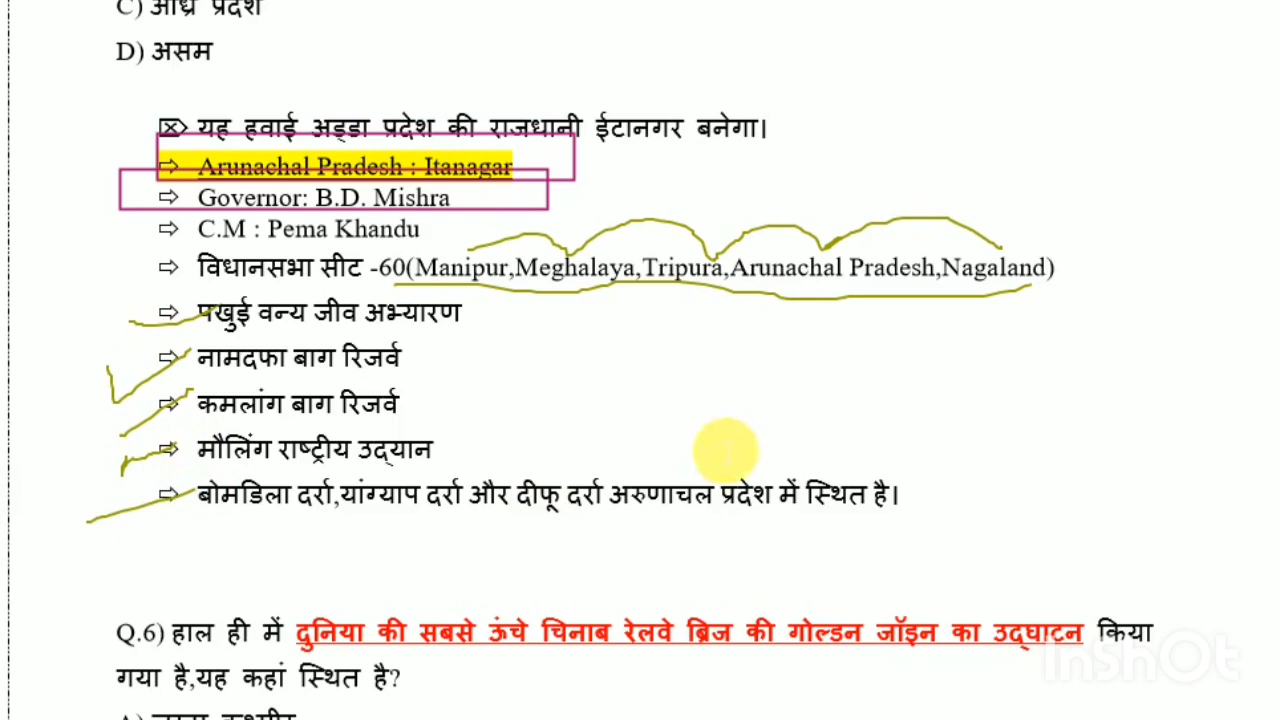 C) आंध्र प्रदेश
D) असम
यह हवाई अड्डा प्रदेश की राजधानी ईटानगर बनेगा।
⇨ Arunachal Pradesh : Itanagar
⇨ Governor: B.D. Mishra
⇨ C.M : Pema Khandu
⇨ विधानसभा सीट -60(Manipur,Meghalaya,Tripura,Arunachal Pradesh,Nagaland)
⇨ पखुई वन्य जीव अभ्यारण
⇨ नामदफा बाग रिजर्व
⇨ कमलांग बाग रिजर्व
⇨ मौलिंग राष्ट्रीय उद्यान
⇨ बोमडिला दर्रा,यांग्याप दर्रा और दीफू दर्रा अरुणाचल प्रदेश में स्थित है।
Q.6) हाल ही में दुनिया की सबसे ऊंचे चिनाब रेलवे ब्रिज की गोल्डन जॉइन का उद्घाटन किया
गया है,यह कहां स्थित है?
InShOt